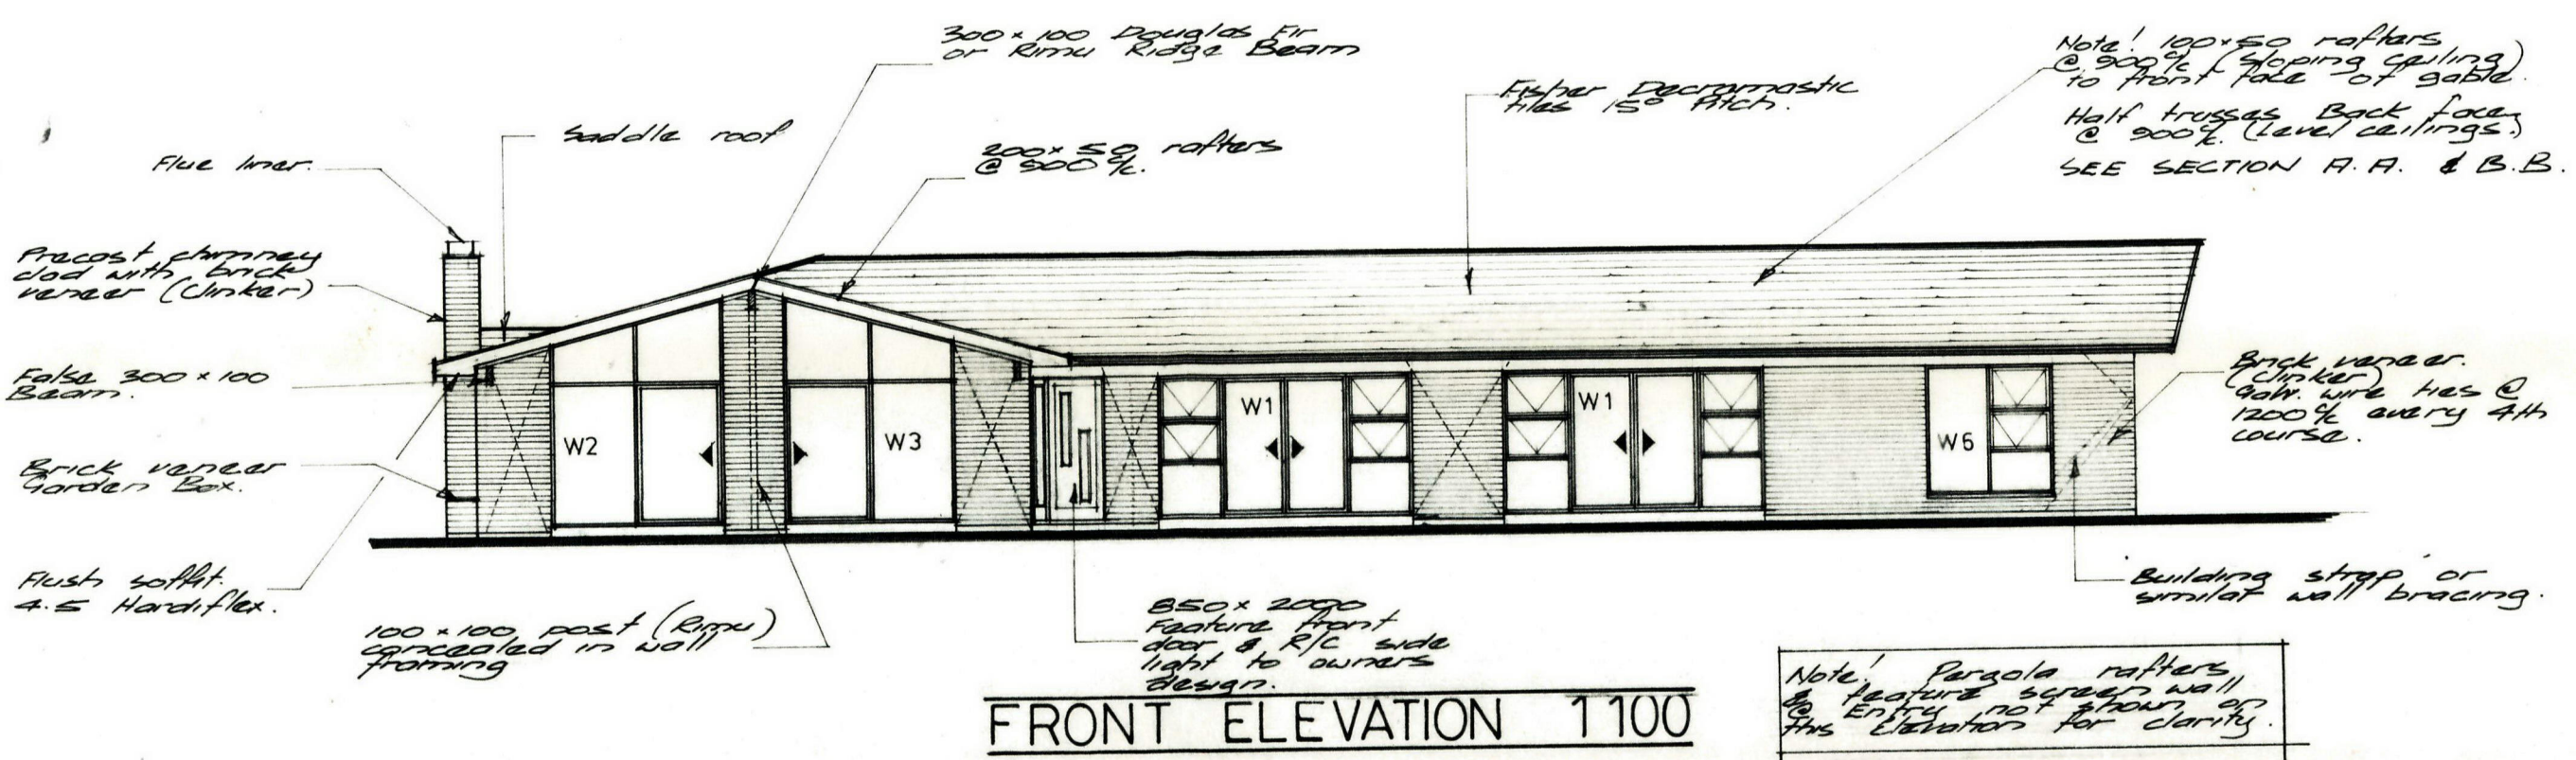 300 x 100 Douglas Fir
or Rimu Ridge Beam
Note! 100x50 rafters
@ 900 c/c (sloping ceiling)
to front face of gable.
Half trusses Back face
@ 900 c/c. (Level ceilings.)
SEE SECTION A.A. & B.B.
Fisher Decramastic
tiles 15° Pitch.
Saddle roof
200x50 rafters
@ 900 c/c.
Flue liner.
Precast chimney
clad with brick
veneer (clinker)
False 300 x 100
Beam.
Brick veneer
Garden Box.
Flush soffit.
4.5 Hardiflex.
W2
W3
W1
W1
W6
Brick veneer.
(clinker)
Galv. wire ties @
1200 c/c every 4th
course.
Building strap or
similar wall bracing.
100 x 100 post (Rimu)
concealed in wall
framing
850 x 2000
Feature front
door & R/C side
light to owners
design.
FRONT ELEVATION 1 100
Note! Pergola rafters
& feature screen wall
@ Entry not shown on
this Elevation for clarity.